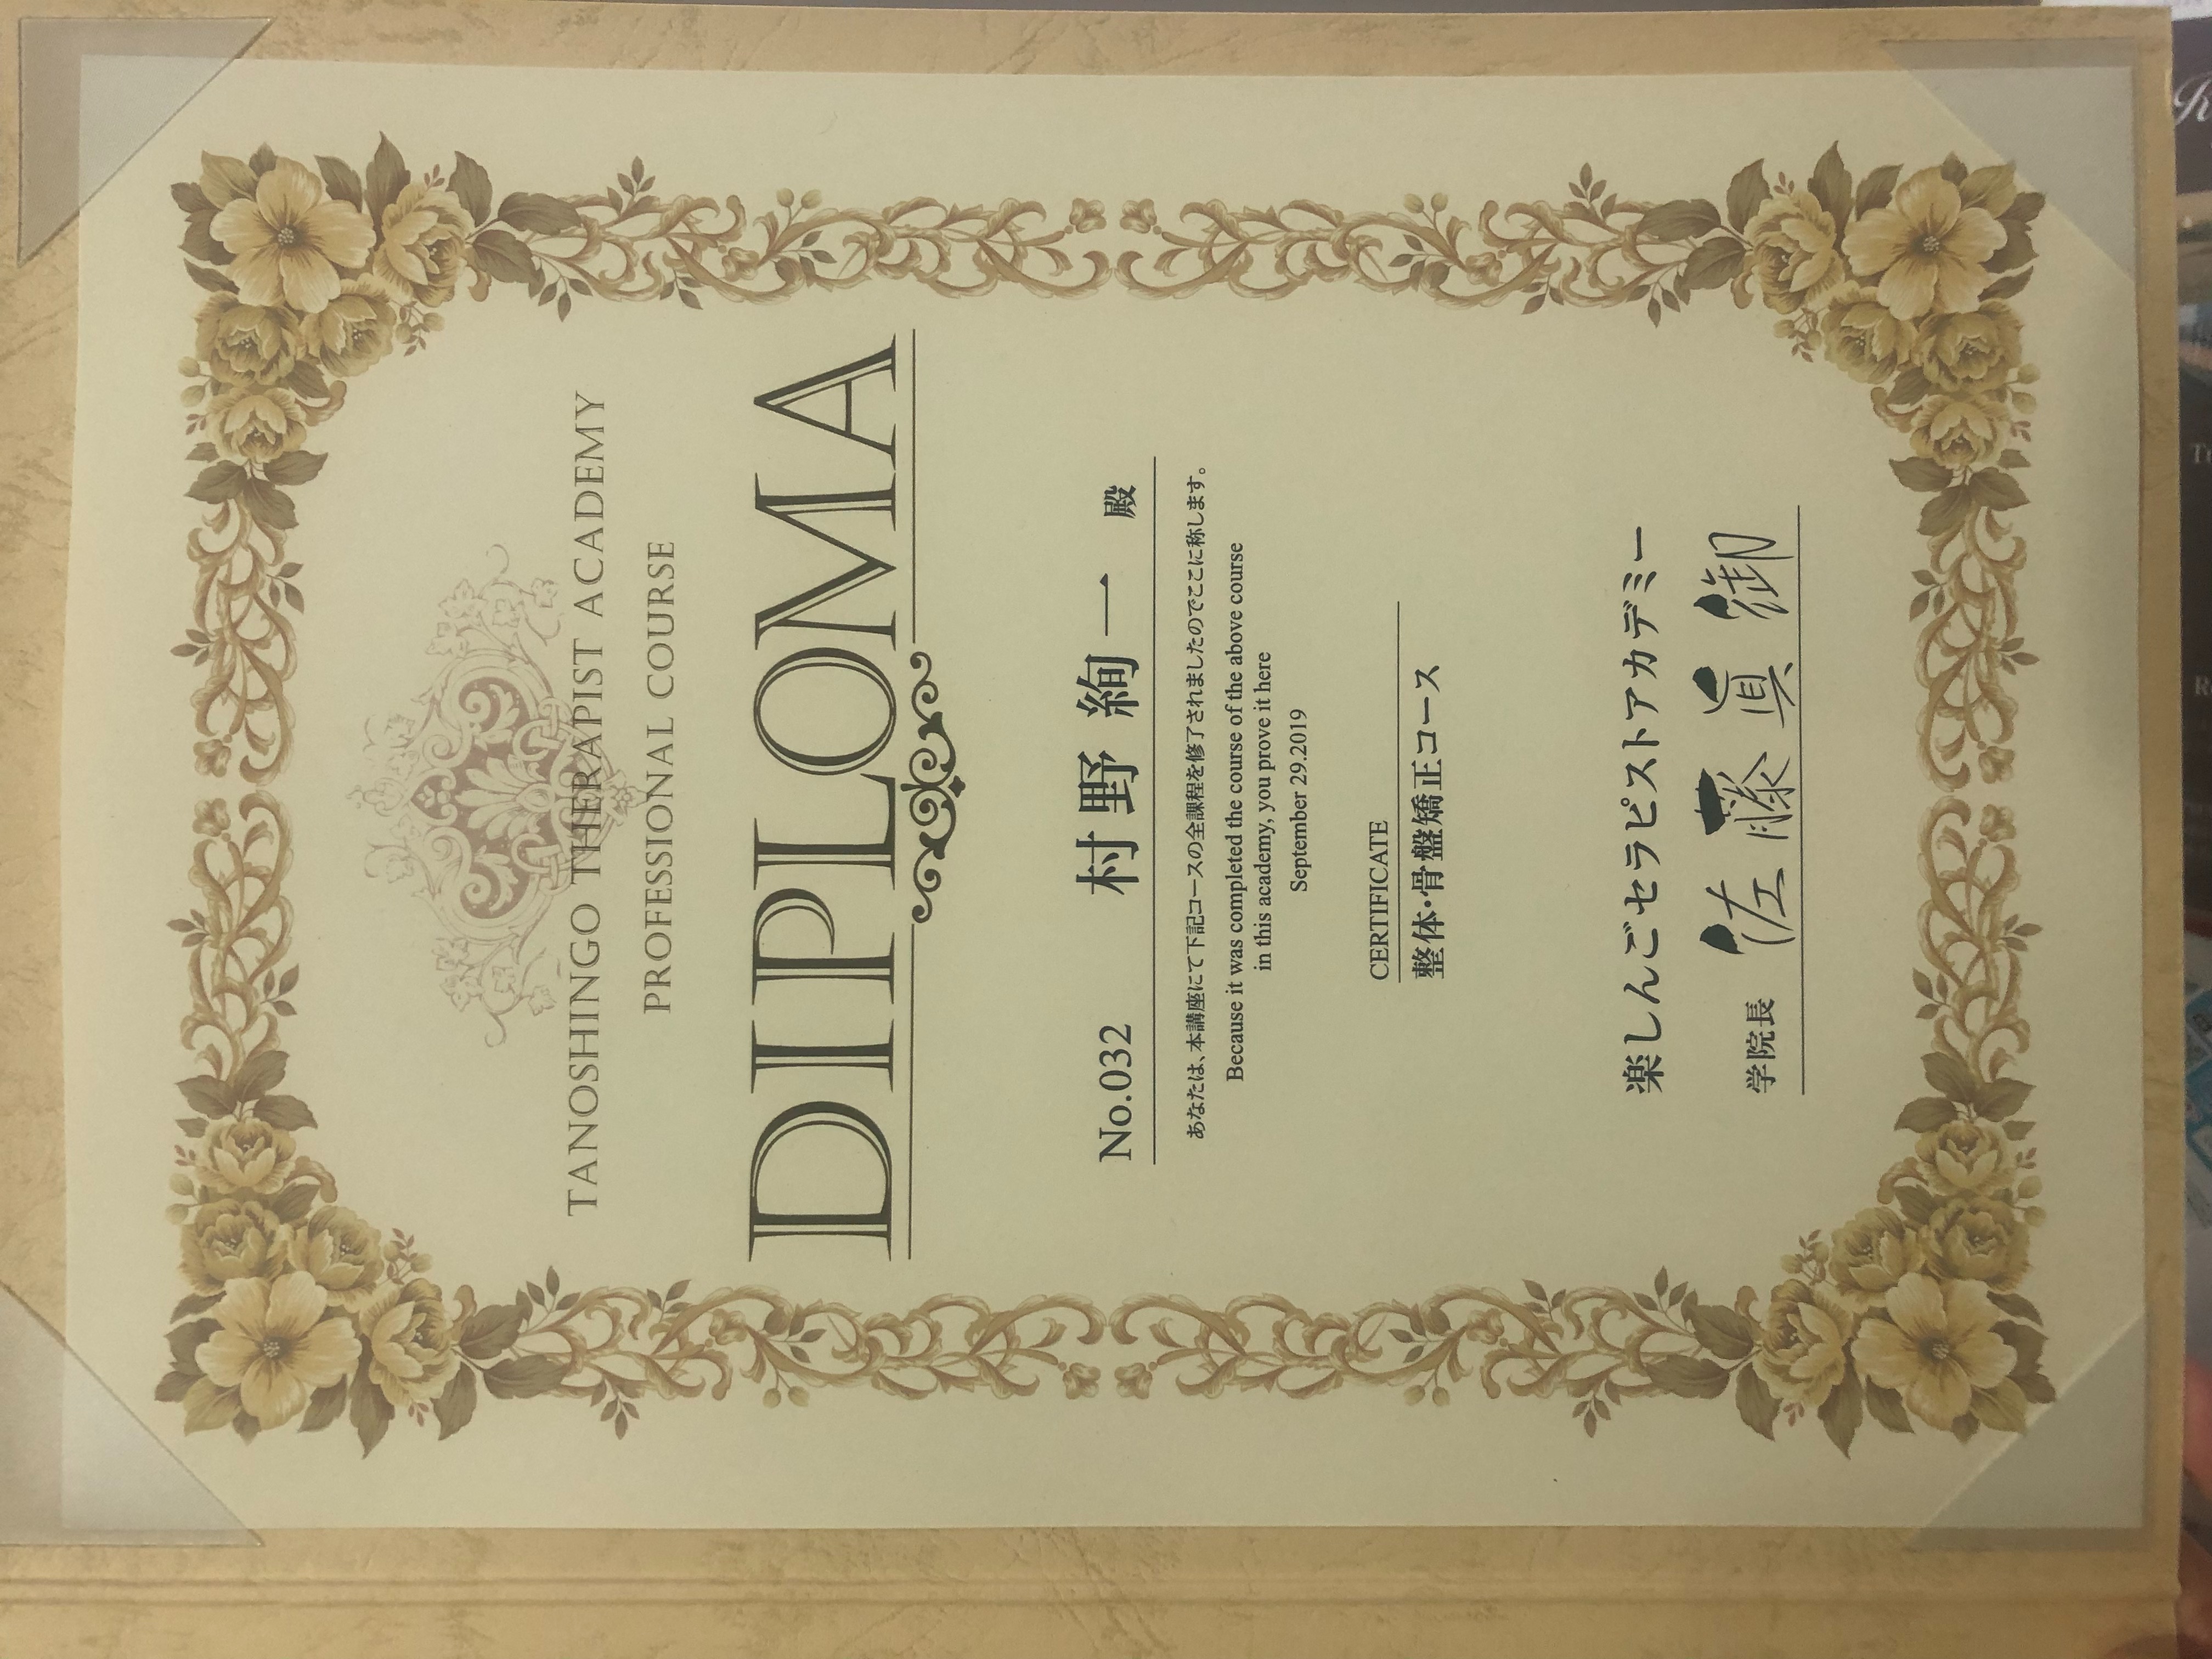 TANOSHINGO THERAPIST ACADEMY
PROFESSIONAL COURSE
DIPLOMA
No.032 村野 絢一 殿
あなたは、本講座にて下記コースの全課程を修了されましたのでここに称します。
Because it was completed the course of the above course
in this academy, you prove it here
September 29.2019
CERTIFICATE
整体・骨盤矯正コース
楽しんごセラピストアカデミー
学院長 佐藤眞御